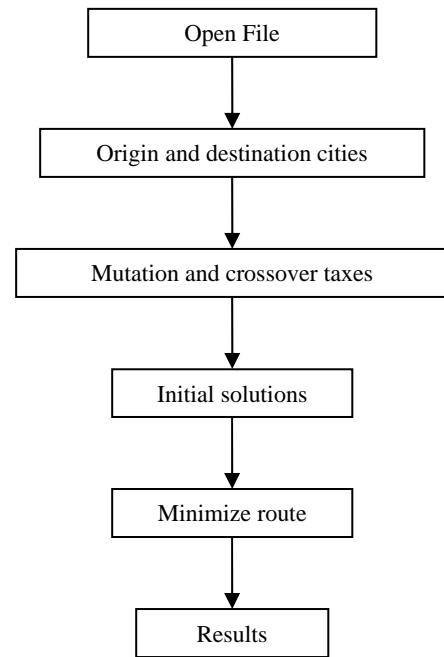 Open File
Origin and destination cities
Mutation and crossover taxes
Initial solutions
Minimize route
Results